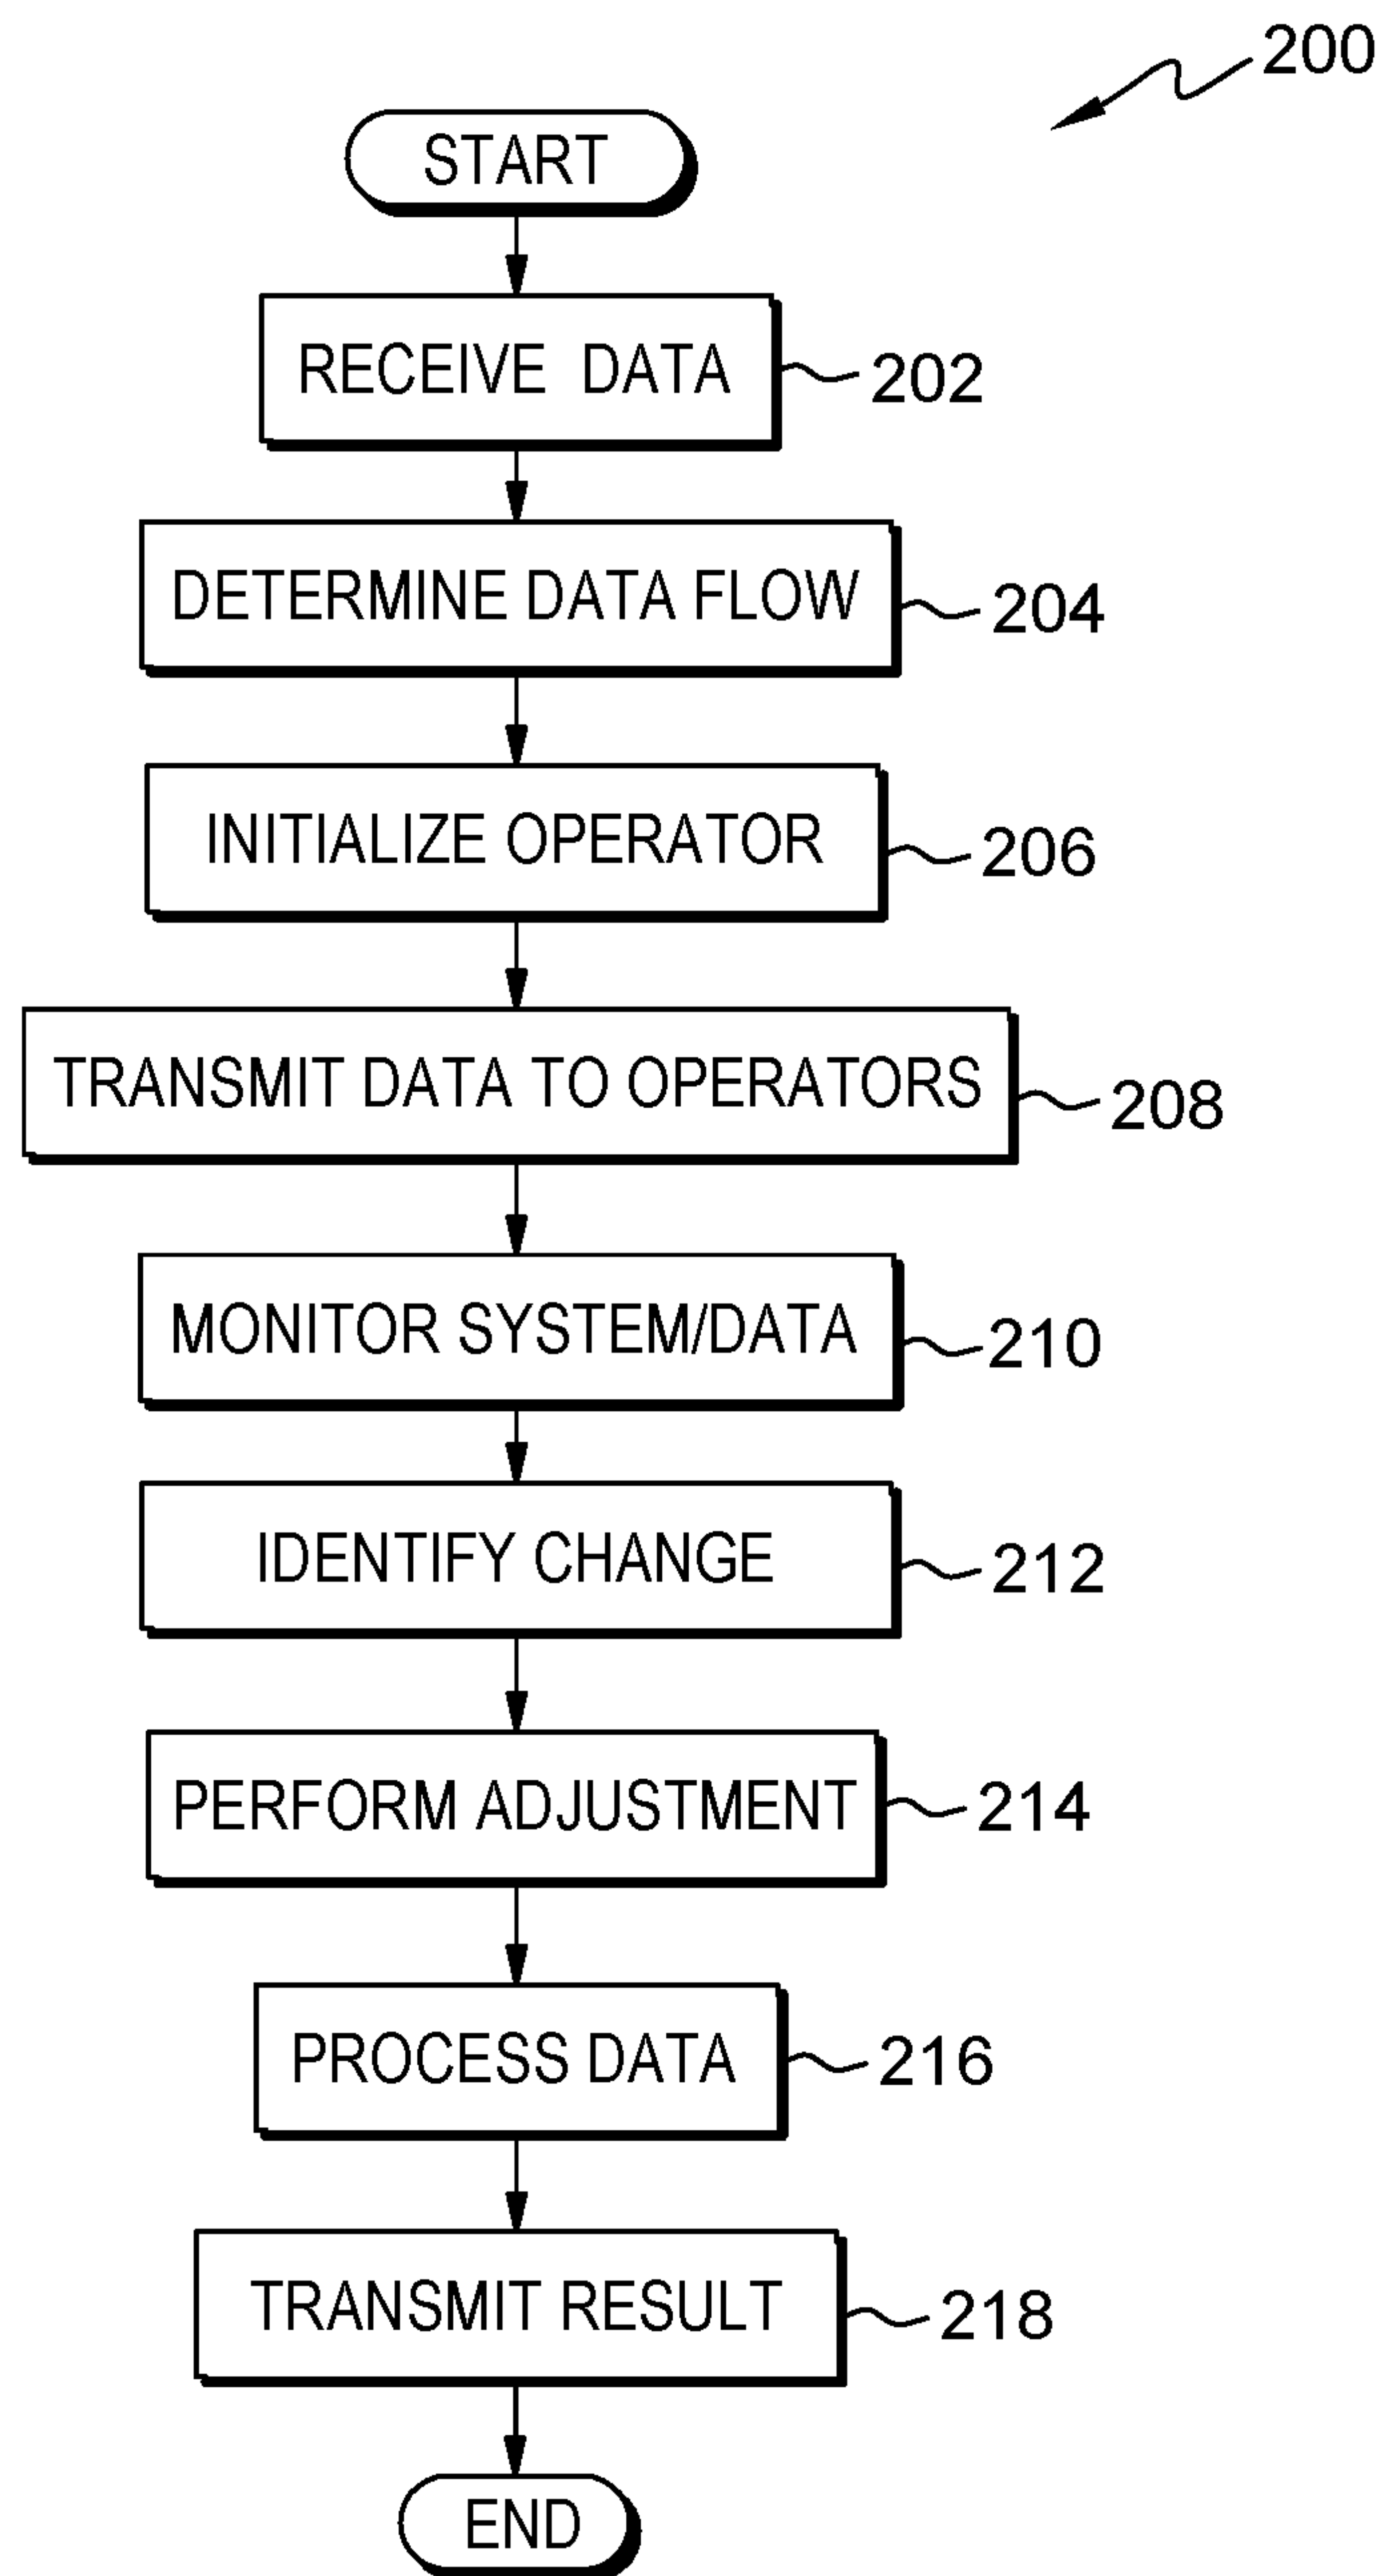 200
START
RECEIVE DATA
202
DETERMINE DATA FLOW
204
INITIALIZE OPERATOR
206
TRANSMIT DATA TO OPERATORS
208
MONITOR SYSTEM/DATA
210
IDENTIFY CHANGE
212
PERFORM ADJUSTMENT
214
PROCESS DATA
216
TRANSMIT RESULT
218
END